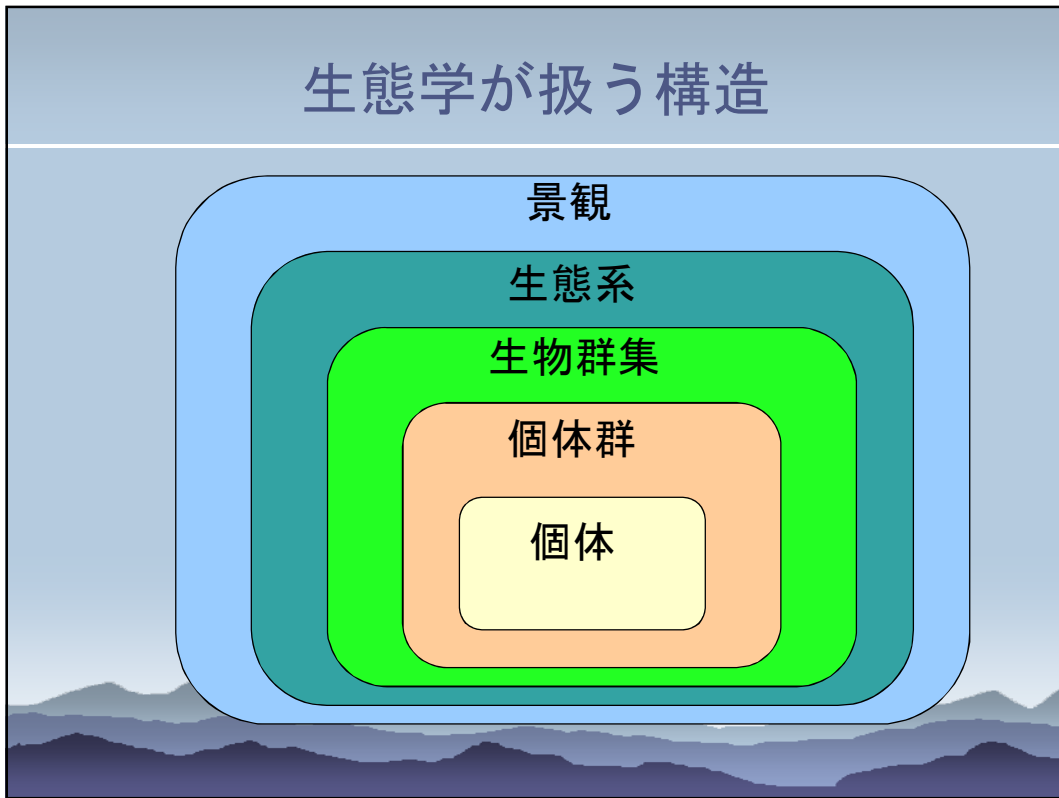 生態学が扱う構造
景観
生態系
生物群集
個体群
個体